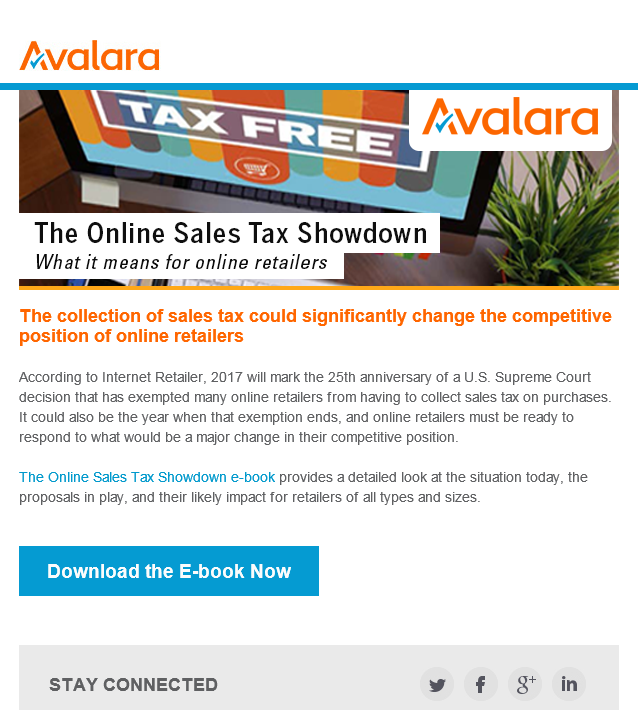 Avalara
TAX FREE
Avalara
The Online Sales Tax Showdown
What it means for online retailers
The collection of sales tax could significantly change the competitive
position of online retailers
According to Internet Retailer, 2017 will mark the 25th anniversary of a U.S. Supreme Court
decision that has exempted many online retailers from having to collect sales tax on purchases.
It could also be the year when that exemption ends, and online retailers must be ready to
respond to what would be a major change in their competitive position.
The Online Sales Tax Showdown e-book provides a detailed look at the situation today, the
proposals in play, and their likely impact for retailers of all types and sizes.
Download the E-book Now
STAY CONNECTED
f
g+
in